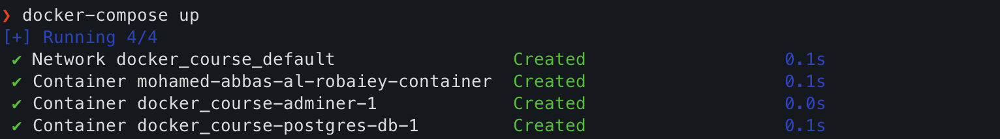 ❯ docker-compose up
[+] Running 4/4
✔ Network docker_course_default Created 0.1s
✔ Container mohamed-abbas-al-robaiey-container Created 0.1s
✔ Container docker_course-adminer-1 Created 0.0s
✔ Container docker_course-postgres-db-1 Created 0.1s